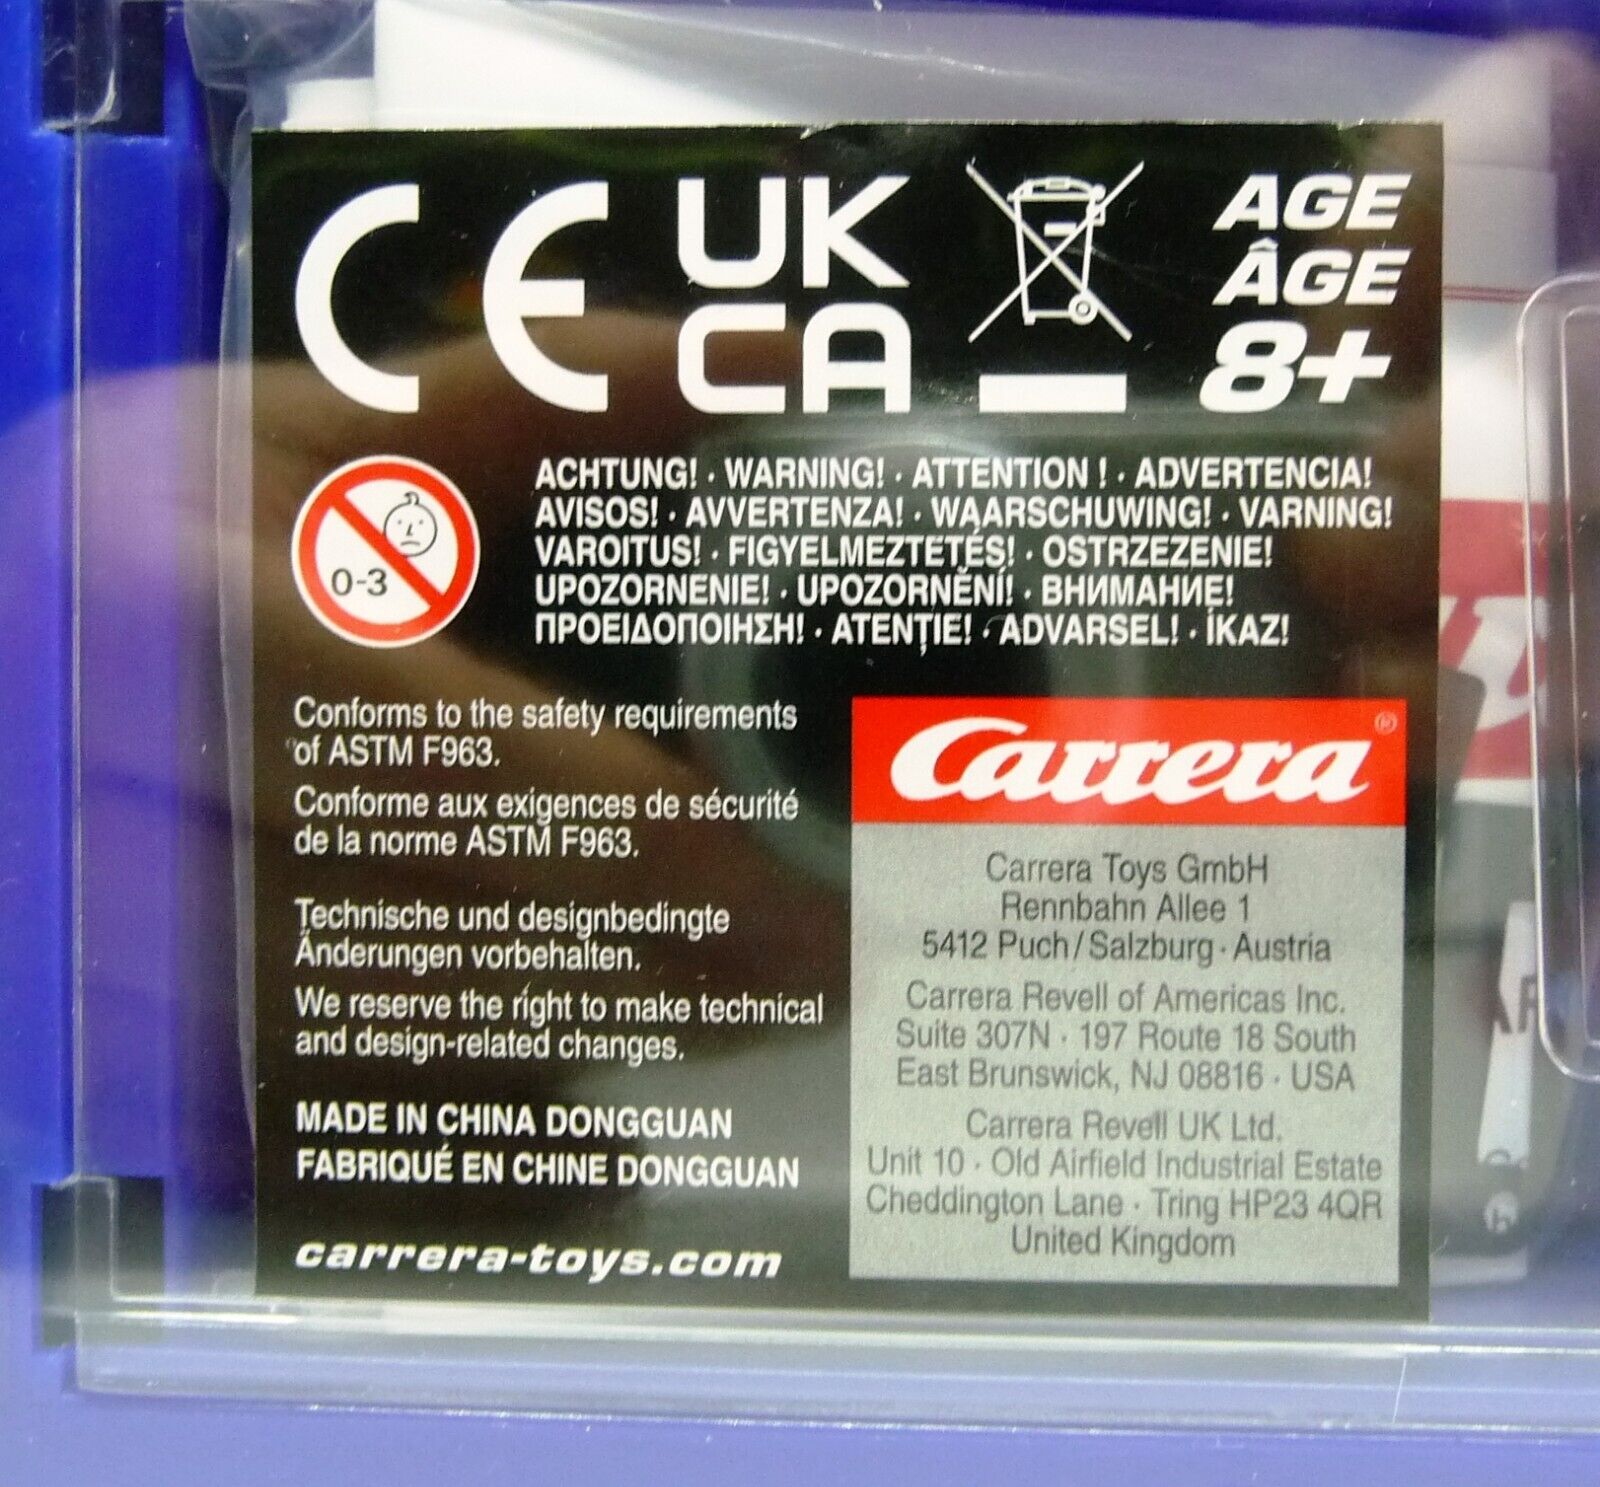 CE
UK
CA
AGE
ÂGE
8+
0-3
ACHTUNG! · WARNING! · ATTENTION ! · ADVERTENCIA!
AVISOS! · AVVERTENZA! · WAARSCHUWING! · VARNING!
VAROITUS! · FIGYELMEZTETÉS! · OSTRZEZENIE!
UPOZORNENIE! · UPOZORNĚNÍ! · ВНИМАНИЕ!
ΠΡΟΕΙΔΟΠΟΙΗΣΗ! · ATENȚIE! · ADVARSEL! · İKAZ!
Conforms to the safety requirements
of ASTM F963.
Conforme aux exigences de sécurité
de la norme ASTM F963.
Technische und designbedingte
Änderungen vorbehalten.
We reserve the right to make technical
and design-related changes.
MADE IN CHINA DONGGUAN
FABRIQUÉ EN CHINE DONGGUAN
carrera-toys.com
Carrera®
Carrera Toys GmbH
Rennbahn Allee 1
5412 Puch/Salzburg · Austria
Carrera Revell of Americas Inc.
Suite 307N · 197 Route 18 South
East Brunswick, NJ 08816 · USA
Carrera Revell UK Ltd.
Unit 10 · Old Airfield Industrial Estate
Cheddington Lane · Tring HP23 4QR
United Kingdom